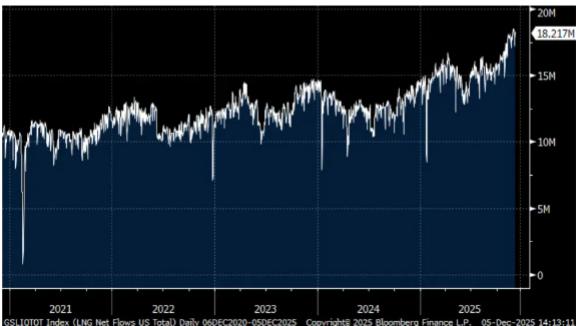 20M
18.217M
15M
10M
5M
0
2021 2022 2023 2024 2025
GSLIOTOT Index (LNG Net Flows US Total) Daily 06DEC2020-05DEC2025 Copyright© 2025 Bloomberg Finance L.P. 05-Dec-2025 14:13:11